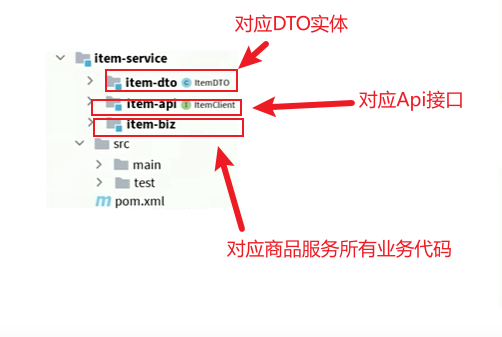 对应DTO实体
item-service
item-dto ItemDTO
item-api ItemClient
对应Api接口
item-biz
src
main
test
pom.xml
对应商品服务所有业务代码